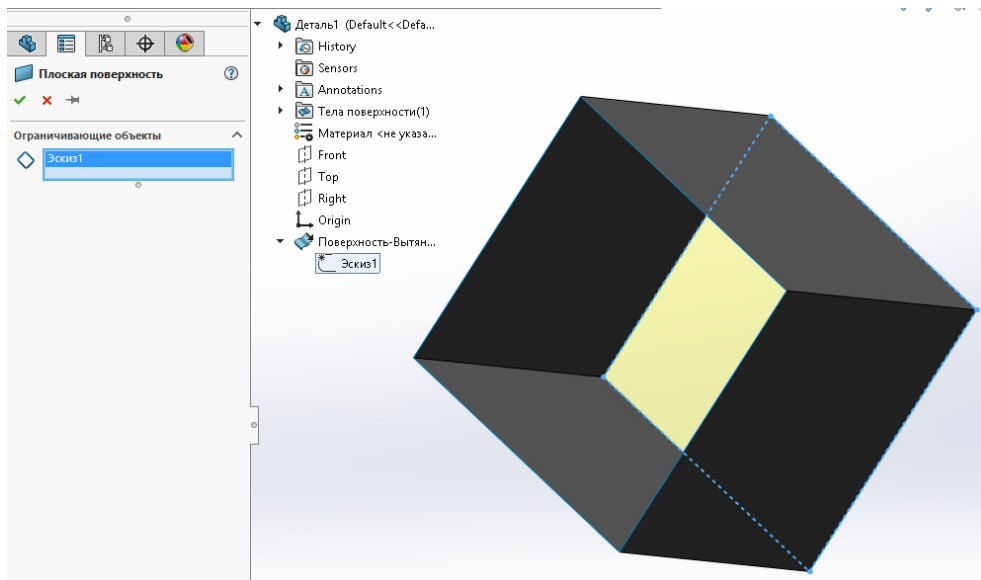 Плоская поверхность
?
Ограничивающие объекты
Эскиз1
Деталь1 (Default<<Defa...
History
Sensors
A Annotations
Тела поверхности(1)
Материал <не указа...
Front
Top
Right
Origin
Поверхность-Вытян...
Эскиз1